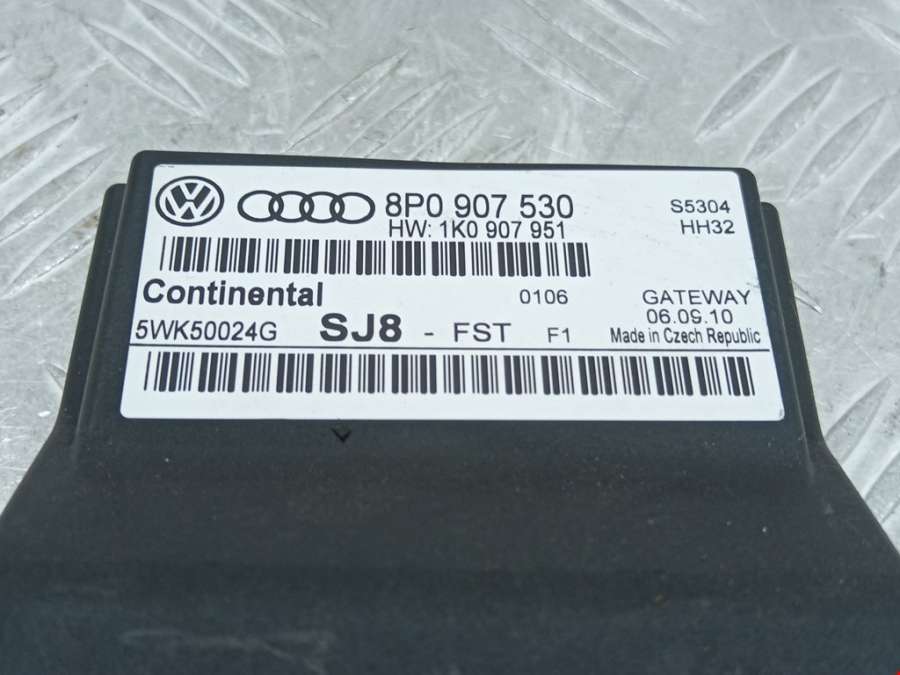 8P0 907 530 S5304
HW: 1K0 907 951 HH32
Continental 0106 GATEWAY
06.09.10
5WK50024G SJ8 - FST F1 Made in Czech Republic